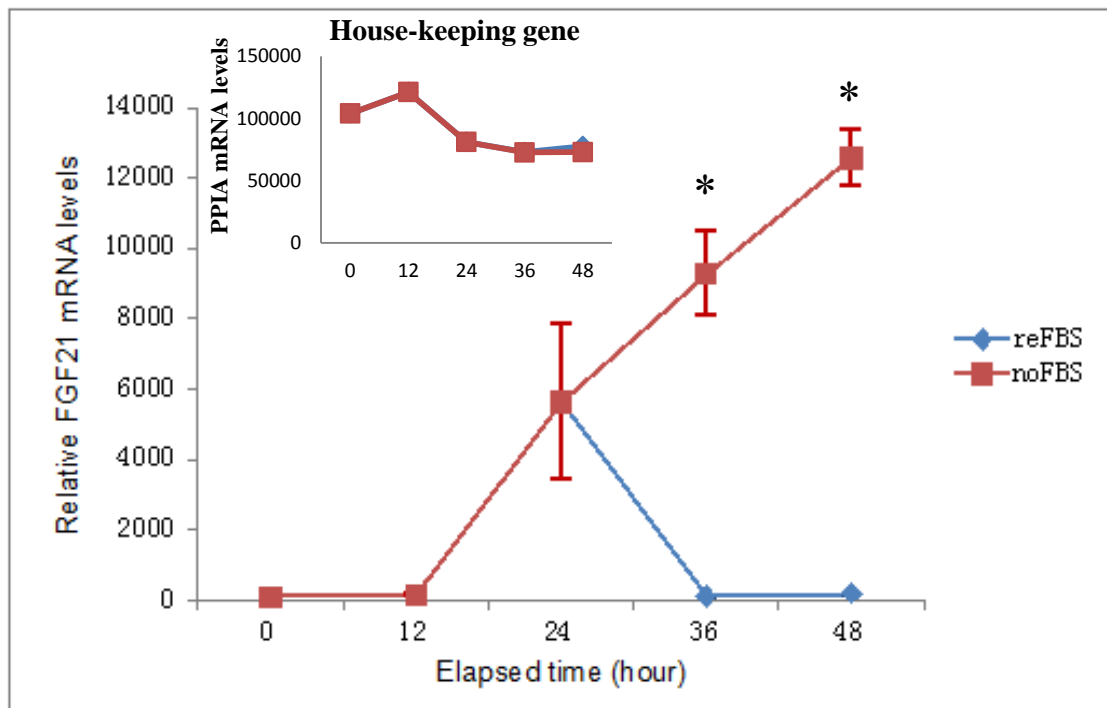 House-keeping gene
PPIA mRNA levels
150000
100000
50000
0
0 12 24 36 48
Relative FGF21 mRNA levels
14000
12000
10000
8000
6000
4000
2000
0
*
*
reFBS
noFBS
0 12 24 36 48
Elapsed time (hour)